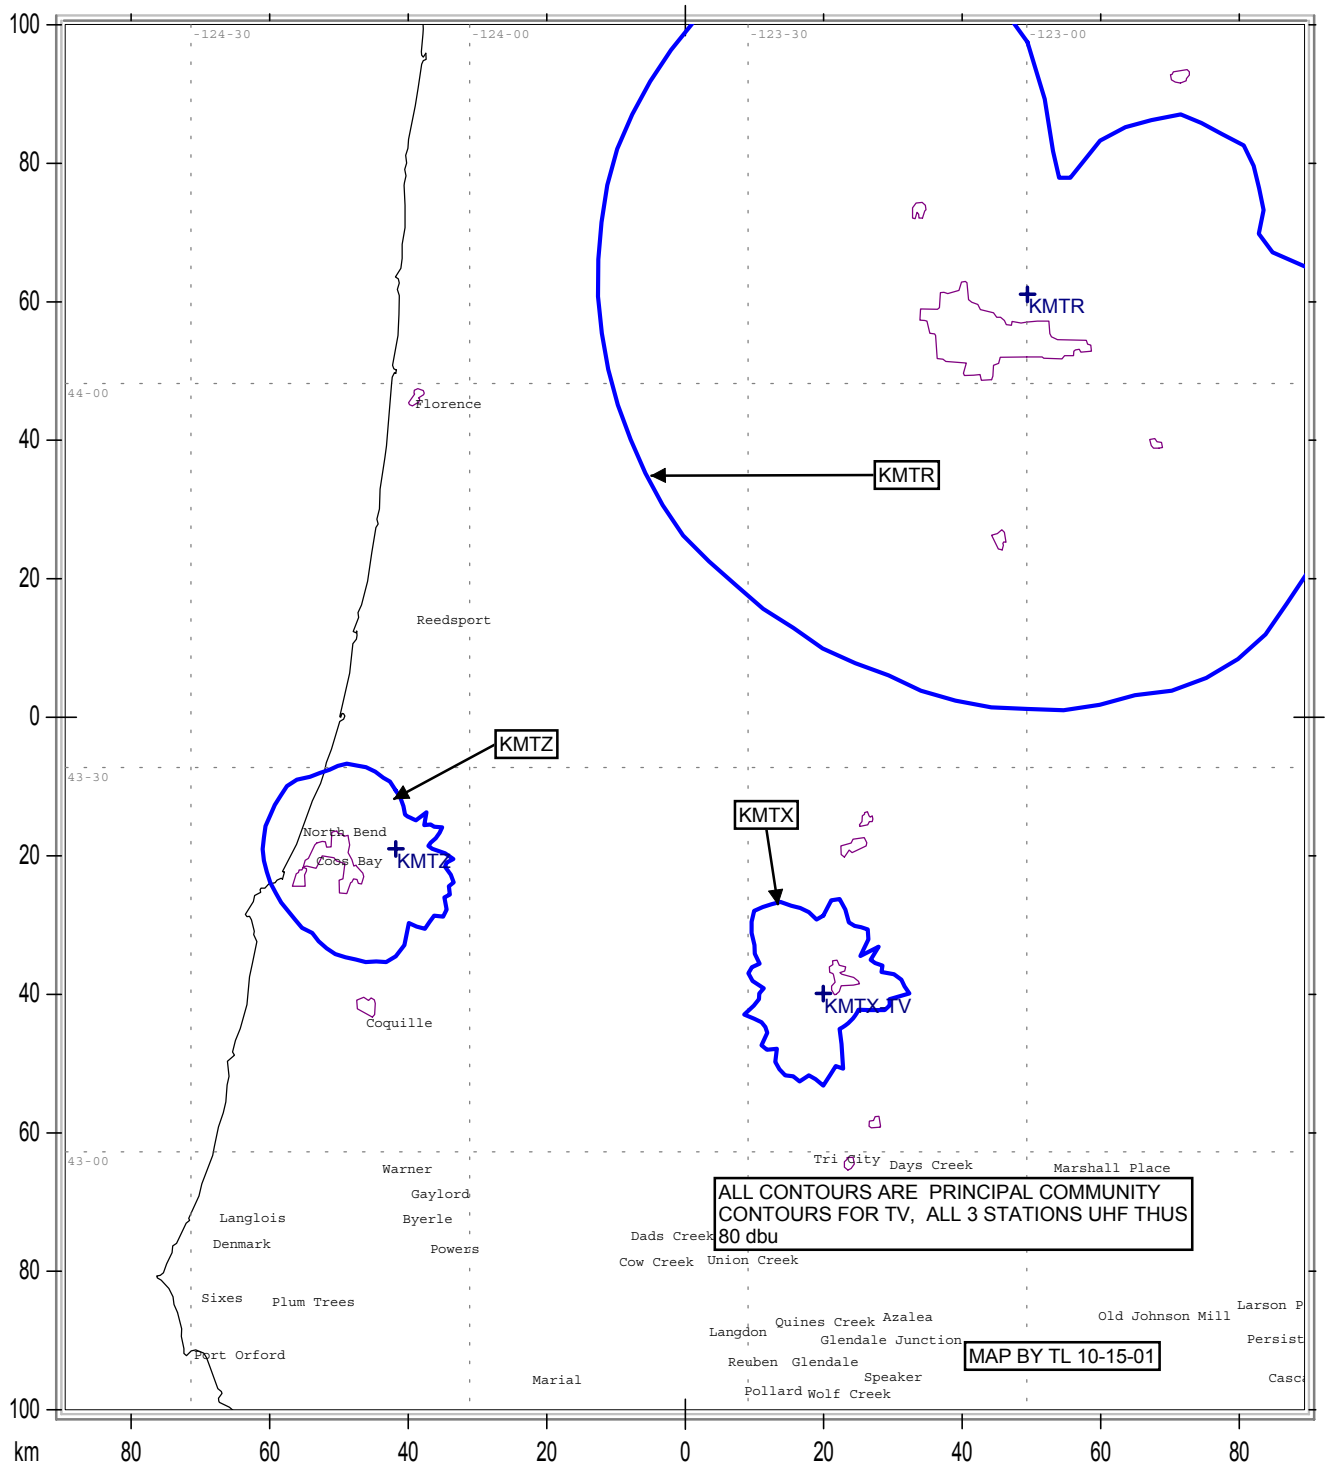 100
-124-30
-124-00
-123-30
-123-00
80
60
KMTR
44-00
Florence
40
KMTR
20
Reedsport
0
KMTZ
43-30
KMTX
North Bend
20
Coos Bay
KMTZ
40
KMTX-TV
Coquille
60
43-00
Tri City
Days Creek
Marshall Place
Warner
ALL CONTOURS ARE  PRINCIPAL COMMUNITY
CONTOURS FOR TV,  ALL 3 STATIONS UHF THUS
80 dbu
Gaylord
Langlois
Byerle
Dads Creek
Denmark
Powers
Cow Creek
Union Creek
80
Sixes
Plum Trees
Larson P
Quines Creek
Azalea
Old Johnson Mill
Langdon
Glendale Junction
Persist
Port Orford
MAP BY TL 10-15-01
Reuben
Glendale
Marial
Speaker
Casca
Pollard
Wolf Creek
100
km
80
60
40
20
0
20
40
60
80